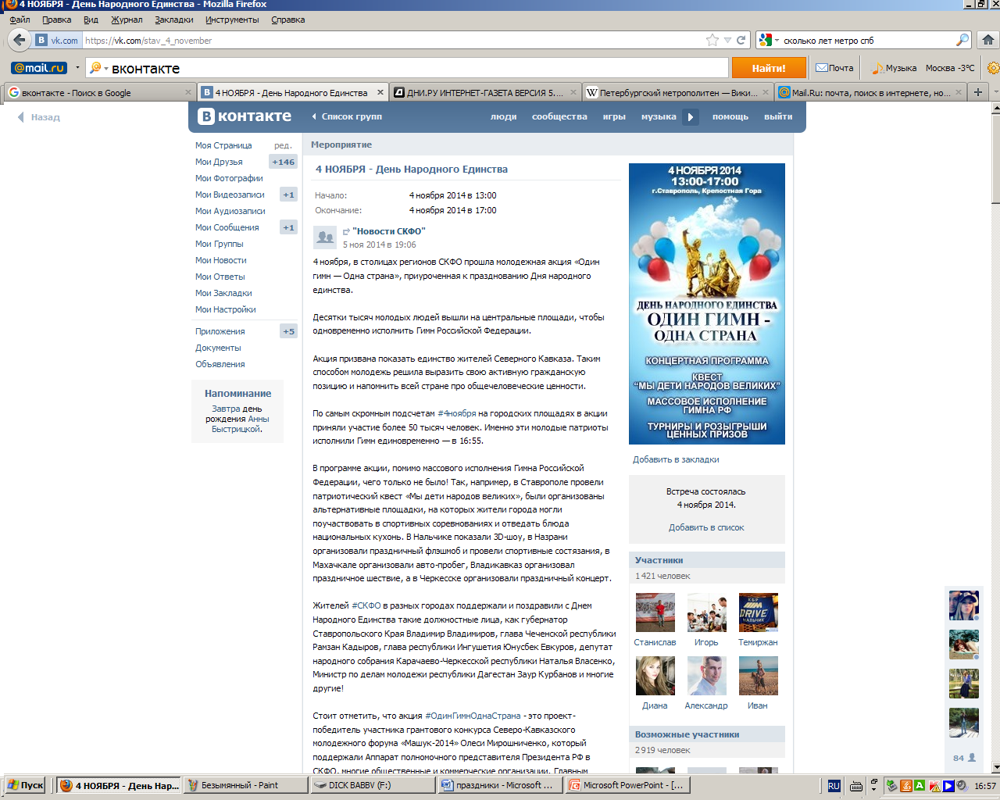 4 НОЯБРЯ - День Народного Единства - Mozilla Firefox
Файл Правка Вид Журнал Закладки Инструменты Справка
В vk.com https://vk.com/stav_4_november сколько лет метро спб
@mail.ru вконтакте Найти! Почта Музыка Москва -3°C
вконтакте - Поиск в Google 4 НОЯБРЯ - День Народного Единства ДНИ.РУ ИНТЕРНЕТ-ГАЗЕТА ВЕРСИЯ 5.... Петербургский метрополитен — Вики... Mail.Ru: почта, поиск в интернете, но...
Назад
В контакте Список групп люди сообщества игры музыка помощь выйти
Моя Страница ред.
Мои Друзья +146
Мои Фотографии
Мои Видеозаписи +1
Мои Аудиозаписи
Мои Сообщения +1
Мои Группы
Мои Новости
Мои Ответы
Мои Закладки
Мои Настройки
Приложения +5
Документы
Объявления
Напоминание
Завтра день
рождения Анны
Быстрицкой.
Мероприятие
4 НОЯБРЯ - День Народного Единства
Начало: 4 ноября 2014 в 13:00
Окончание: 4 ноября 2014 в 17:00
"Новости СКФО"
5 ноя 2014 в 19:06
4 ноября, в столицах регионов СКФО прошла молодежная акция «Один
гимн — Одна страна», приуроченная к празднованию Дня народного
единства.
Десятки тысяч молодых людей вышли на центральные площади, чтобы
одновременно исполнить Гимн Российской Федерации.
Акция призвана показать единство жителей Северного Кавказа. Таким
способом молодежь решила выразить свою активную гражданскую
позицию и напомнить всей стране про общечеловеческие ценности.
По самым скромным подсчетам #4ноября на городских площадях в акции
приняли участие более 50 тысяч человек. Именно эти молодые патриоты
исполнили Гимн единовременно — в 16:55.
В программе акции, помимо массового исполнения Гимна Российской
Федерации, чего только не было! Так, например, в Ставрополе провели
патриотический квест «Мы дети народов великих», были организованы
альтернативные площадки, на которых жители города могли
поучаствовать в спортивных соревнованиях и отведать блюда
национальных кухонь. В Нальчике показали 3D-шоу, в Назрани
организовали праздничный флэшмоб и провели спортивные состязания, в
Махачкале организовали авто-пробег, Владикавказ организовал
праздничное шествие, а в Черкесске организовали праздничный концерт.
Жителей #СКФО в разных городах поддержали и поздравили с Днем
Народного Единства такие должностные лица, как губернатор
Ставропольского Края Владимир Владимиров, глава Чеченской республики
Рамзан Кадыров, глава республики Ингушетия Юнусбек Евкуров, депутат
народного собрания Карачаево-Черкесской республики Наталья Власенко,
Министр по делам молодежи республики Дагестан Заур Курбанов и многие
другие!
Стоит отметить, что акция #ОдинГимнОднаСтрана - это проект-
победитель участника грантового конкурса Северо-Кавказского
молодежного форума «Машук-2014» Олеси Мирошниченко, который
поддержали Аппарат полномочного представителя Президента РФ в
СКФО, многие общественные и коммерческие организации. Главным
4 НОЯБРЯ 2014
13:00-17:00
г.Ставрополь, Крепостная Гора
ДЕНЬ НАРОДНОГО ЕДИНСТВА
ОДИН ГИМН -
ОДНА СТРАНА
КОНЦЕРТНАЯ ПРОГРАММА
КВЕСТ
"МЫ ДЕТИ НАРОДОВ ВЕЛИКИХ"
МАССОВОЕ ИСПОЛНЕНИЕ
ГИМНА РФ
ТУРНИРЫ И РОЗЫГРЫШИ
ЦЕННЫХ ПРИЗОВ
Добавить в закладки
Встреча состоялась
4 ноября 2014.
Добавить в список
Участники
1 421 человек
КБР
DRIVE
НАЛЬЧИК
Станислав Игорь Темиржан
Диана Александр Иван
Возможные участники
2 919 человек
84
Пуск 4 НОЯБРЯ - День Нар... Безымянный - Paint DICK BABBV (F:) праздники - Microsoft ... Microsoft PowerPoint - [... RU 16:57